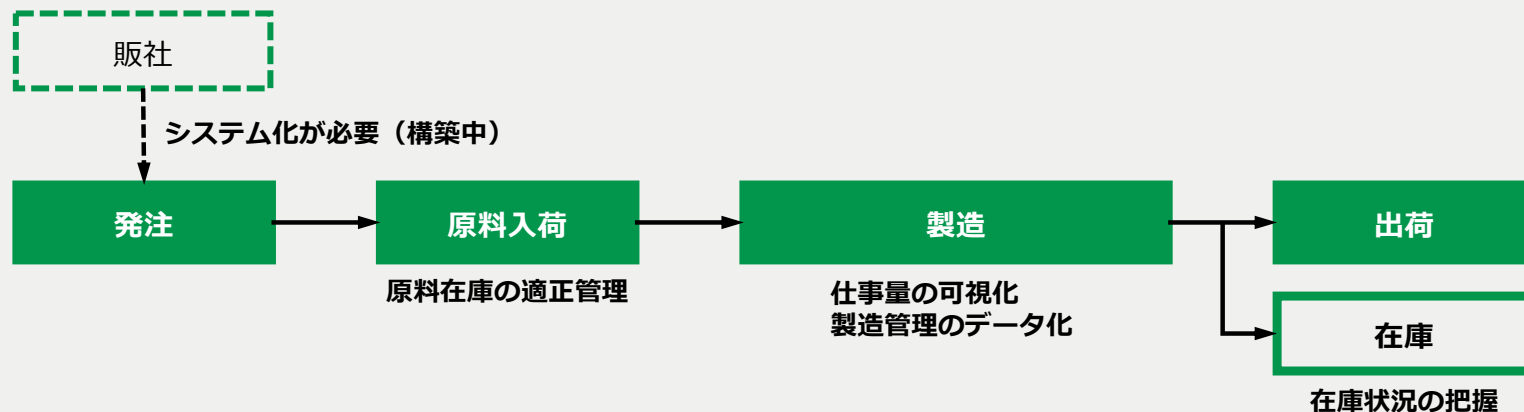 販社
システム化が必要（構築中）
発注
原料入荷
製造
出荷
原料在庫の適正管理
仕事量の可視化
製造管理のデータ化
在庫
在庫状況の把握